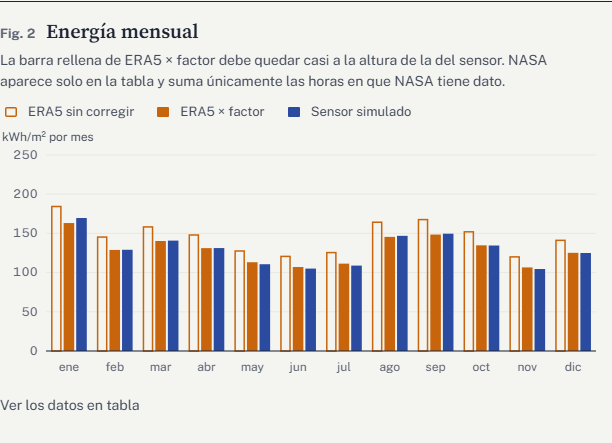 Fig. 2 Energía mensual
La barra rellena de ERA5 × factor debe quedar casi a la altura de la del sensor. NASA
aparece solo en la tabla y suma únicamente las horas en que NASA tiene dato.
ERA5 sin corregir ERA5 × factor Sensor simulado
kWh/m² por mes
250
200
150
100
50
0
ene feb mar abr may jun jul ago sep oct nov dic
Ver los datos en tabla